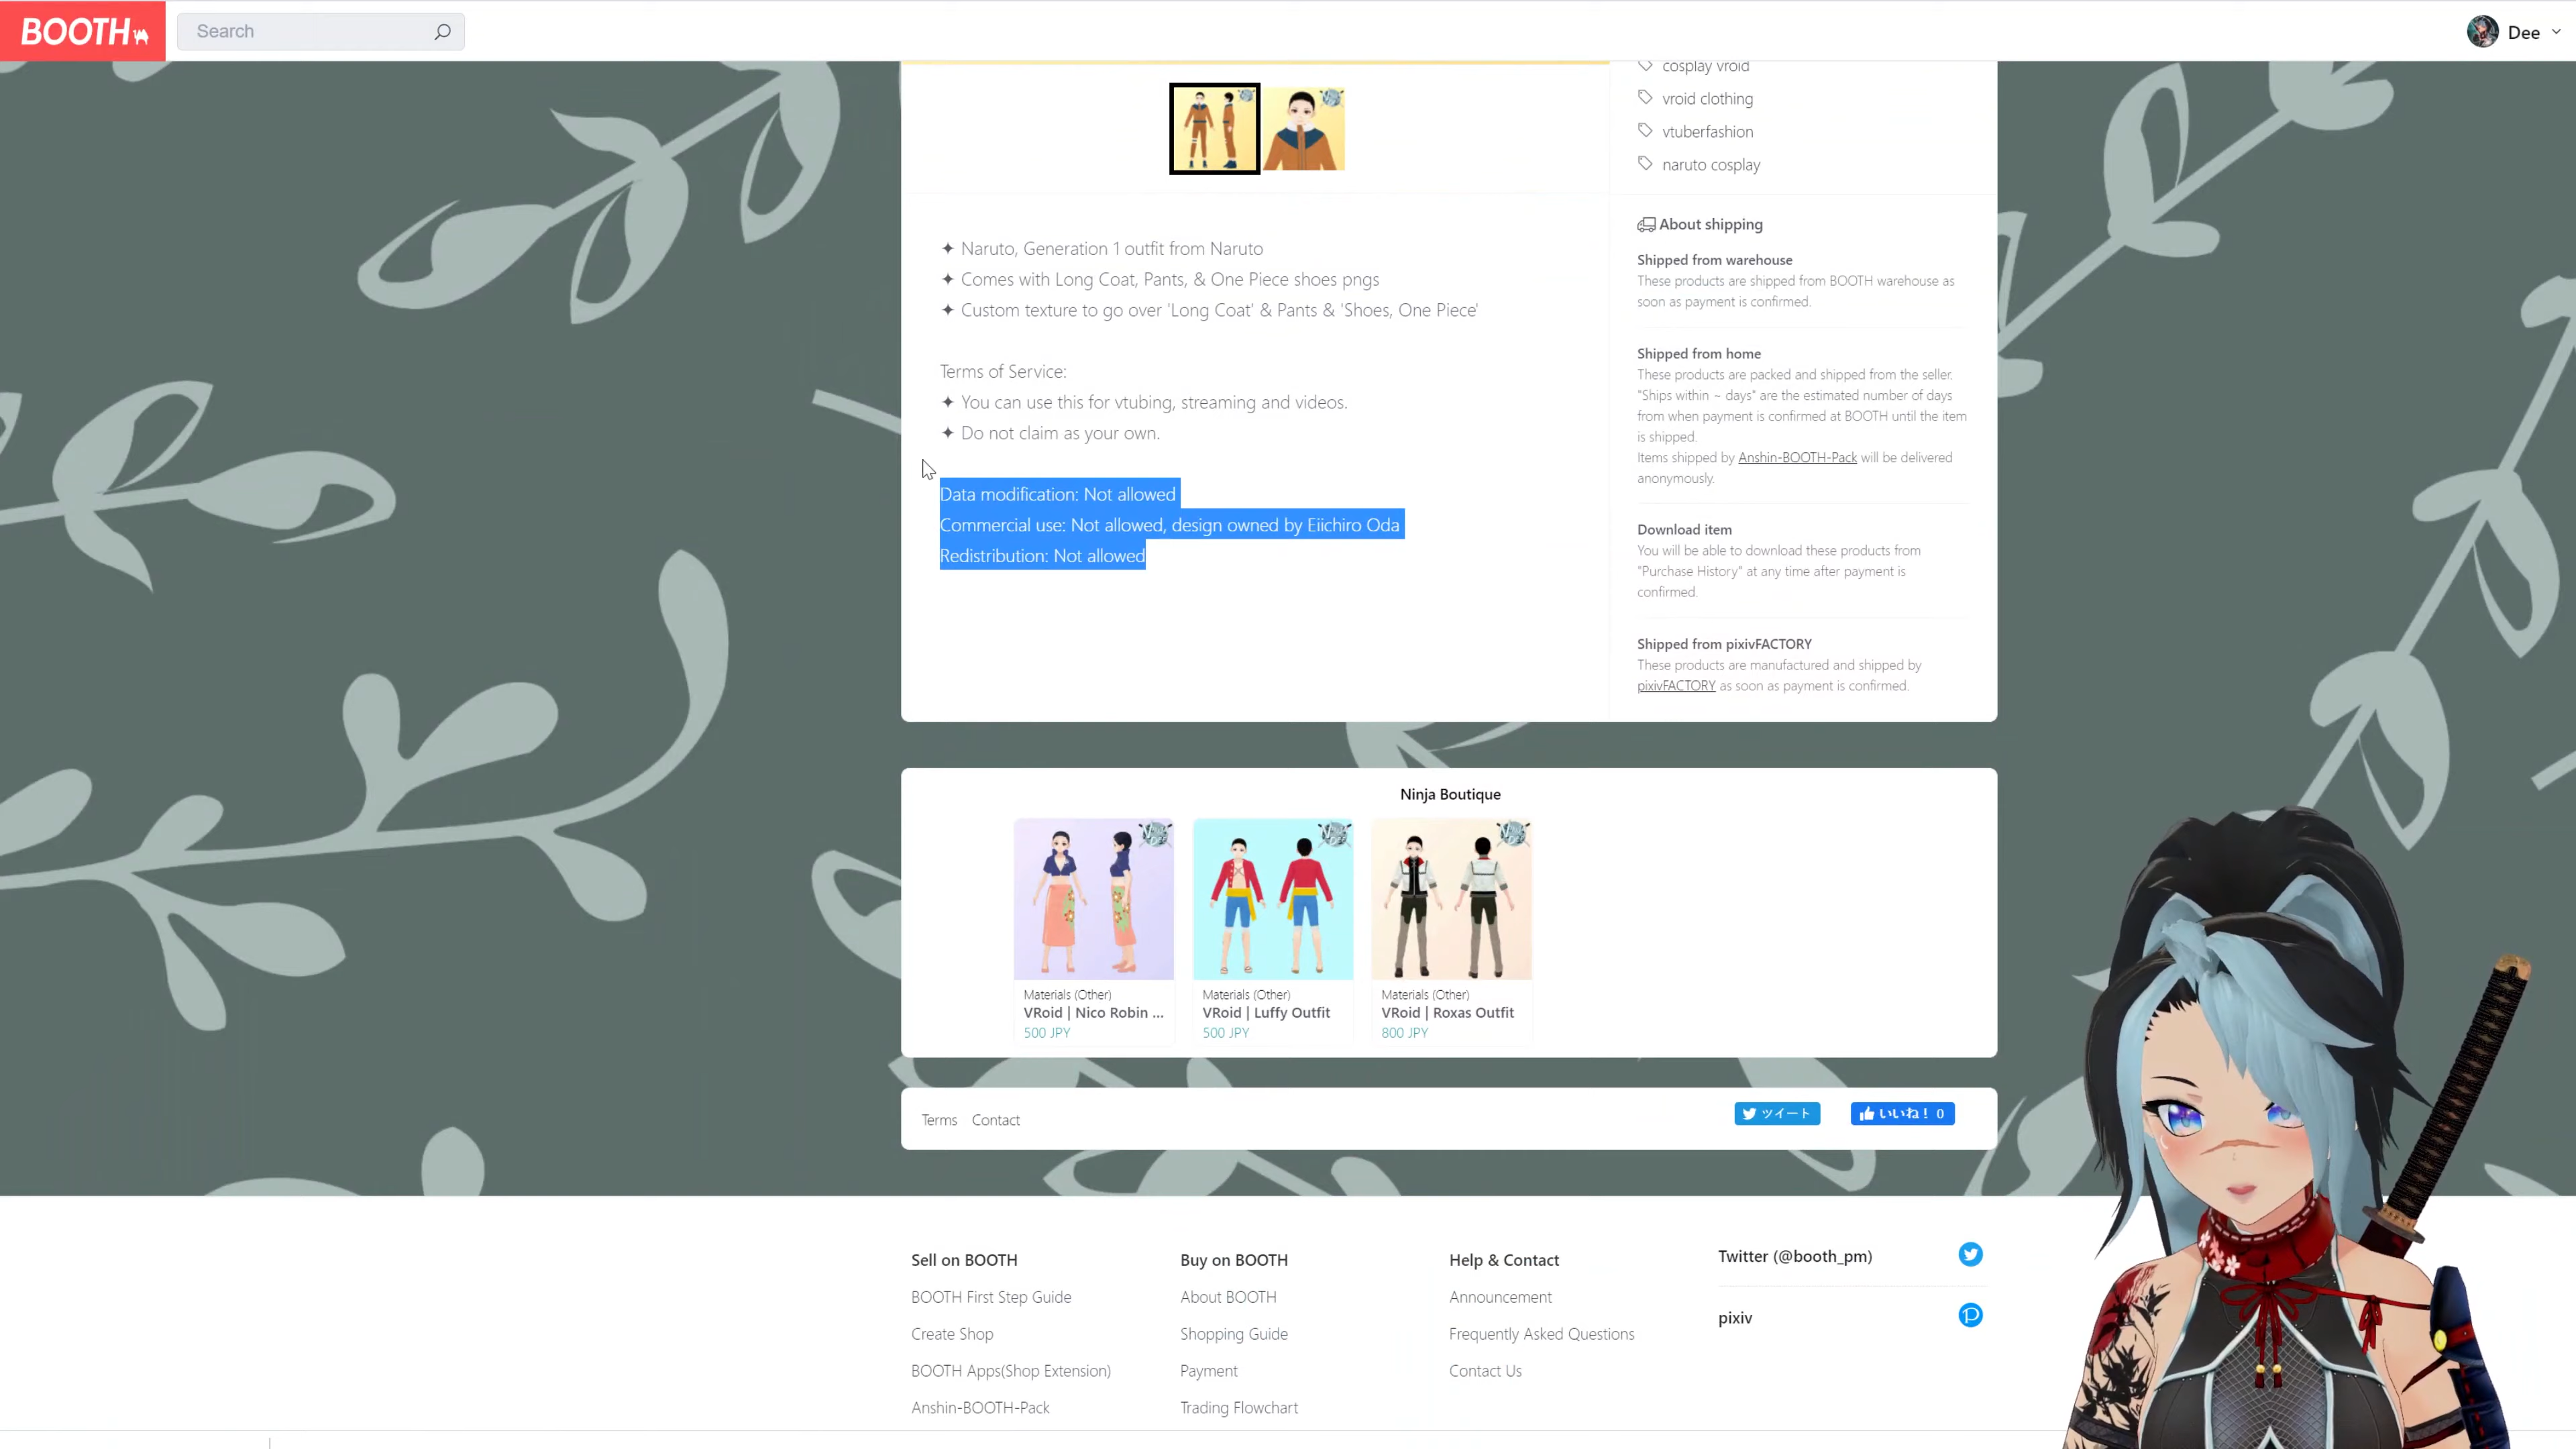 BOOTH
Search
Dee
cosplay vroid
vroid clothing
vtuberfashion
naruto cosplay
✦ Naruto, Generation 1 outfit from Naruto
✦ Comes with Long Coat, Pants, & One Piece shoes pngs
✦ Custom texture to go over 'Long Coat' & Pants & 'Shoes, One Piece'
Terms of Service:
✦ You can use this for vtubing, streaming and videos.
✦ Do not claim as your own.
Data modification: Not allowed
Commercial use: Not allowed, design owned by Eiichiro Oda
Redistribution: Not allowed
About shipping
Shipped from warehouse
These products are shipped from BOOTH warehouse as
soon as payment is confirmed.
Shipped from home
These products are packed and shipped from the seller.
"Ships within ~ days" are the estimated number of days
from when payment is confirmed at BOOTH until the item
is shipped.
Items shipped by Anshin-BOOTH-Pack will be delivered
anonymously.
Download item
You will be able to download these products from
"Purchase History" at any time after payment is
confirmed.
Shipped from pixivFACTORY
These products are manufactured and shipped by
pixivFACTORY as soon as payment is confirmed.
Ninja Boutique
Materials (Other)
VRoid | Nico Robin ...
500 JPY
Materials (Other)
VRoid | Luffy Outfit
500 JPY
Materials (Other)
VRoid | Roxas Outfit
800 JPY
Terms Contact
ツイート
いいね！ 0
Sell on BOOTH
BOOTH First Step Guide
Create Shop
BOOTH Apps(Shop Extension)
Anshin-BOOTH-Pack
Buy on BOOTH
About BOOTH
Shopping Guide
Payment
Trading Flowchart
Help & Contact
Announcement
Frequently Asked Questions
Contact Us
Twitter (@booth_pm)
pixiv